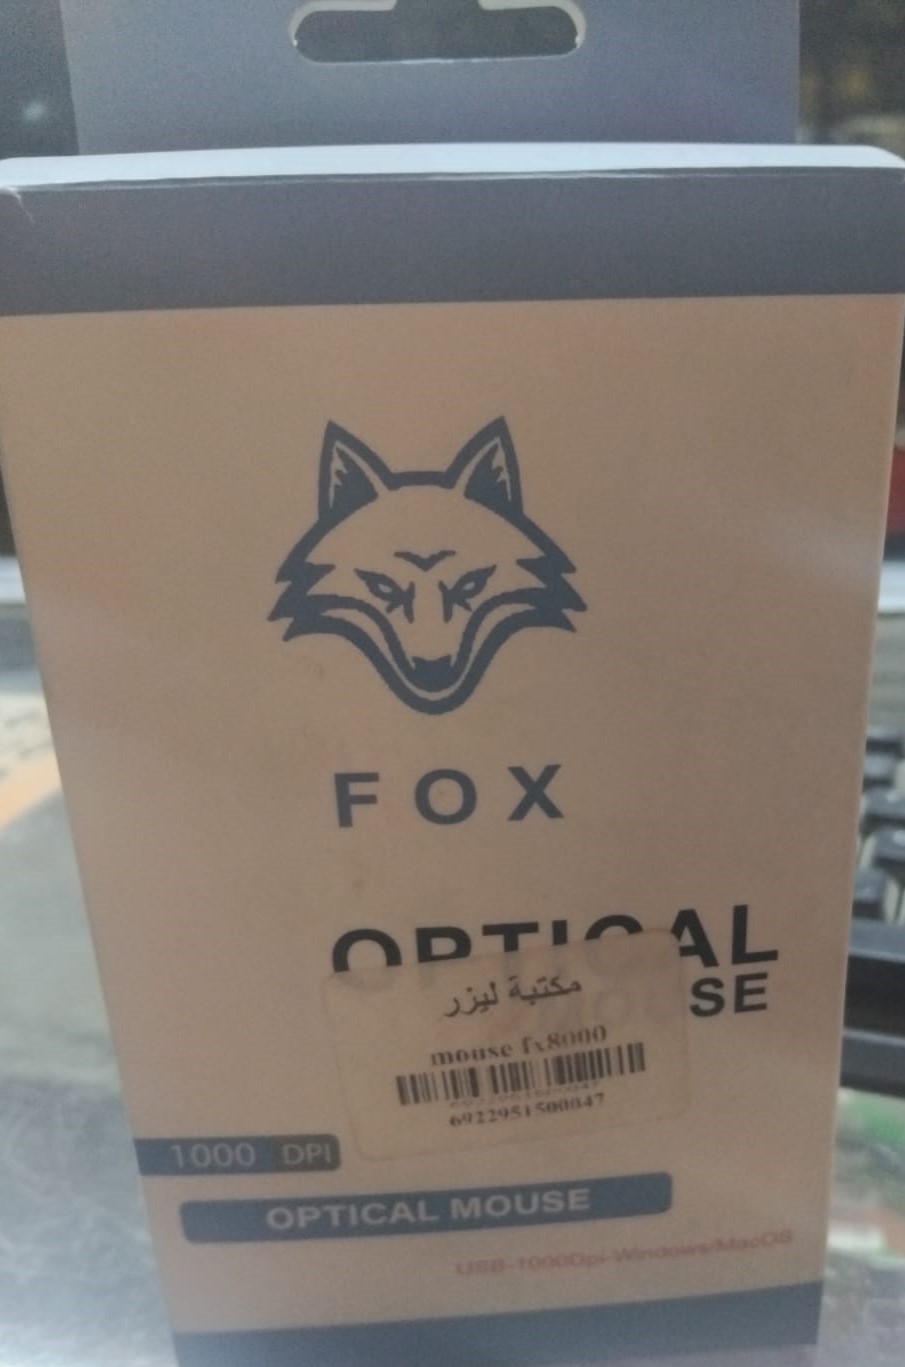 FOX
OPTICAL
SE
مكتبة ليزر
mouse fx8000
6922951500047
1000 DPI
OPTICAL MOUSE
USB-1000Dpi-Windows/MacOS